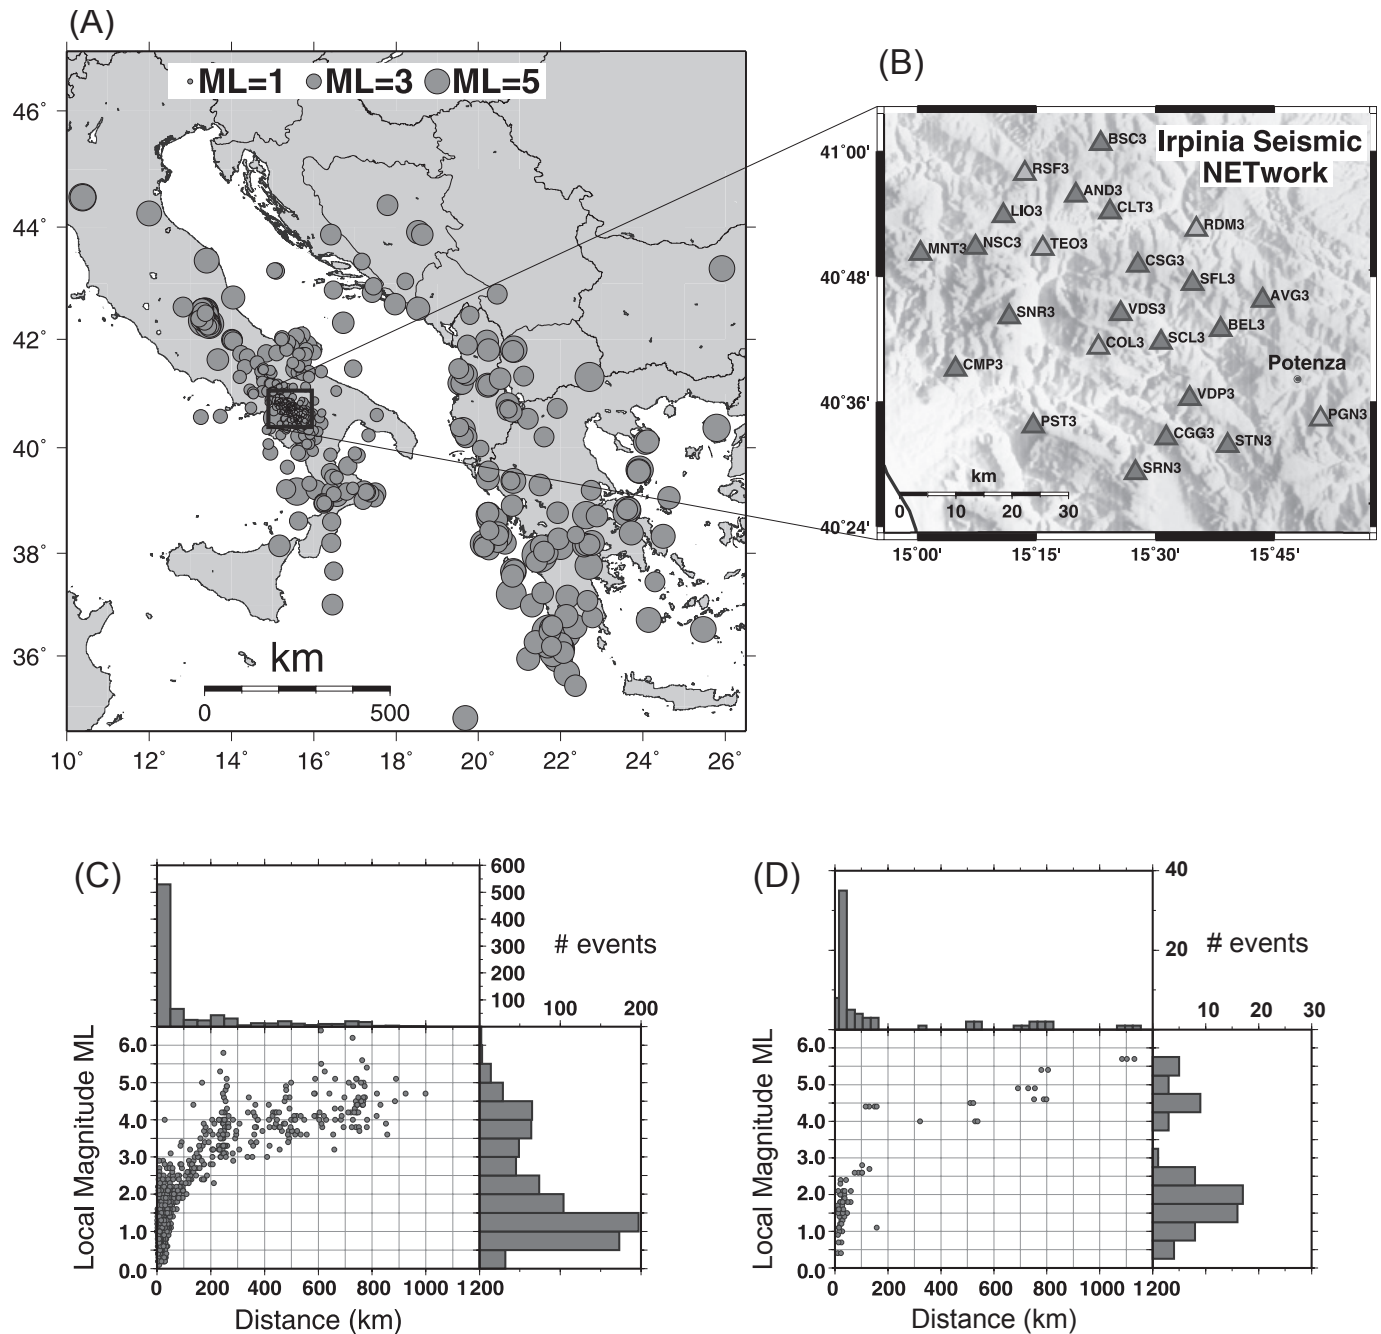 (A)
ML=1 ML=3 ML=5
46°
44°
42°
40°
38°
36°
km
0 500
10° 12° 14° 16° 18° 20° 22° 24° 26°
(B)
Irpinia Seismic
NETwork
BSC3
RSF3
AND3
CLT3
LIO3
RDM3
MNT3
NSC3
TEO3
CSG3
SFL3
AVG3
SNR3
VDS3
BEL3
COL3
SCL3
CMP3
Potenza
VDP3
PST3
PGN3
CGG3
STN3
SRN3
km
0 10 20 30
41°00'
40°48'
40°36'
40°24'
15°00' 15°15' 15°30' 15°45'
(C)
600
500
400
300
200
100
# events
100 200
Local Magnitude ML
6.0
5.0
4.0
3.0
2.0
1.0
0.0
0 200 400 600 800 1000 1200
Distance (km)
(D)
40
20
# events
10 20 30
Local Magnitude ML
6.0
5.0
4.0
3.0
2.0
1.0
0.0
0 200 400 600 800 1000 1200
Distance (km)